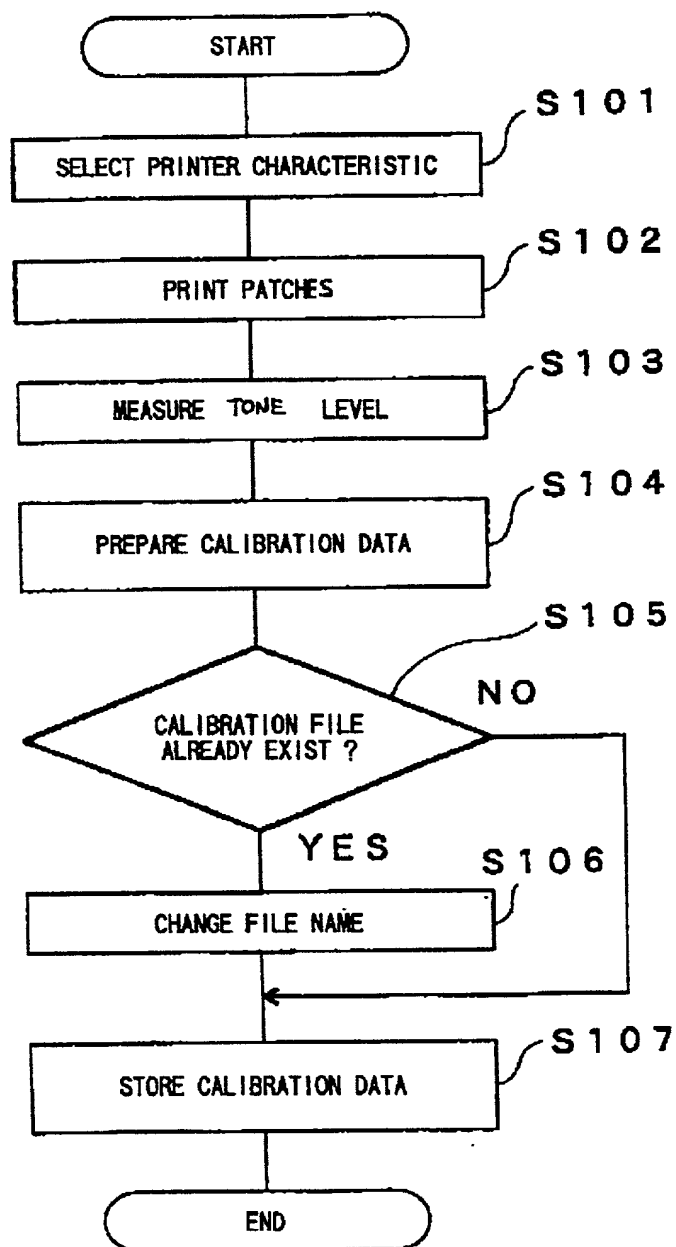 START
S101
SELECT PRINTER CHARACTERISTIC
S102
PRINT PATCHES
S103
MEASURE TONE LEVEL
S104
PREPARE CALIBRATION DATA
S105
NO
CALIBRATION FILE
ALREADY EXIST ?
YES
S106
CHANGE FILE NAME
S107
STORE CALIBRATION DATA
END